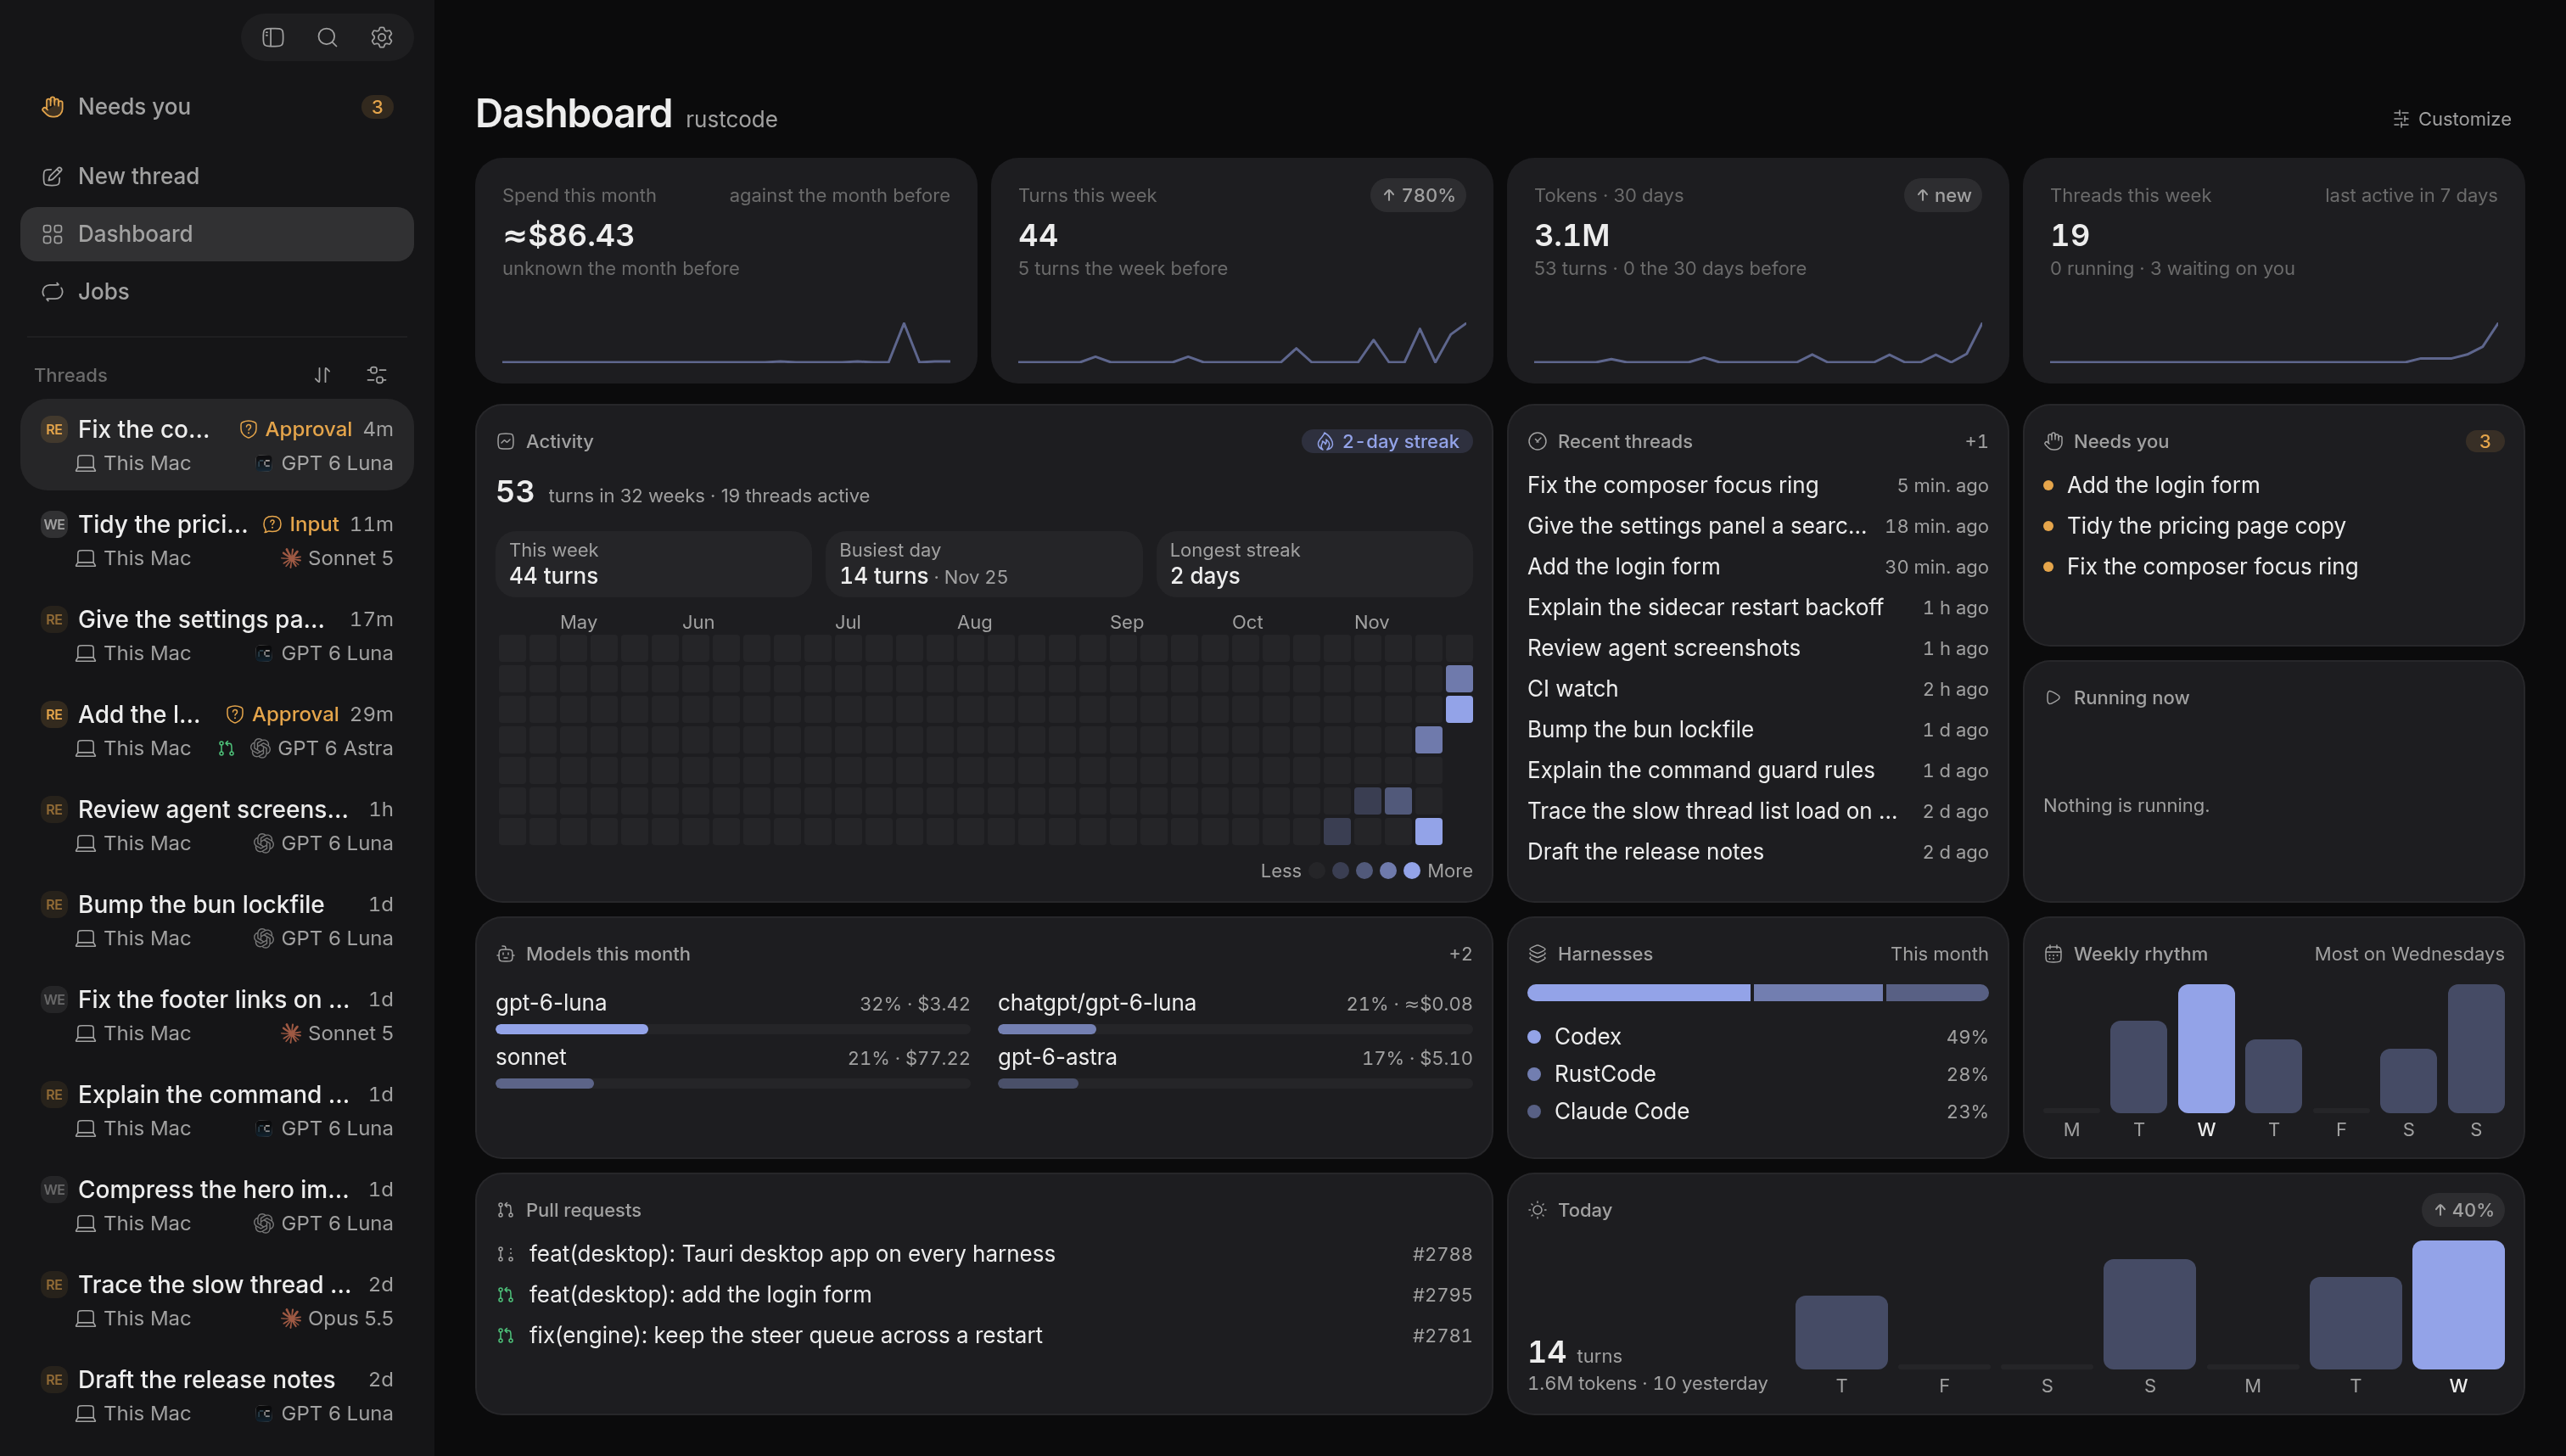 Needs you 3
New thread
Dashboard
Jobs
Threads
RE Fix the co... Approval 4m
This Mac rc GPT 6 Luna
WE Tidy the prici... Input 11m
This Mac Sonnet 5
RE Give the settings pa... 17m
This Mac rc GPT 6 Luna
RE Add the l... Approval 29m
This Mac GPT 6 Astra
RE Review agent screens... 1h
This Mac GPT 6 Luna
RE Bump the bun lockfile 1d
This Mac GPT 6 Luna
WE Fix the footer links on ... 1d
This Mac Sonnet 5
RE Explain the command ... 1d
This Mac rc GPT 6 Luna
WE Compress the hero im... 1d
This Mac GPT 6 Luna
RE Trace the slow thread ... 2d
This Mac Opus 5.5
RE Draft the release notes 2d
This Mac rc GPT 6 Luna
Dashboard rustcode
Customize
Spend this month against the month before
≈$86.43
unknown the month before
Turns this week ↑ 780%
44
5 turns the week before
Tokens · 30 days ↑ new
3.1M
53 turns · 0 the 30 days before
Threads this week last active in 7 days
19
0 running · 3 waiting on you
Activity 2-day streak
53 turns in 32 weeks · 19 threads active
This week
44 turns
Busiest day
14 turns · Nov 25
Longest streak
2 days
May Jun Jul Aug Sep Oct Nov
Less More
Recent threads +1
Fix the composer focus ring 5 min. ago
Give the settings panel a searc... 18 min. ago
Add the login form 30 min. ago
Explain the sidecar restart backoff 1 h ago
Review agent screenshots 1 h ago
CI watch 2 h ago
Bump the bun lockfile 1 d ago
Explain the command guard rules 1 d ago
Trace the slow thread list load on ... 2 d ago
Draft the release notes 2 d ago
Needs you 3
Add the login form
Tidy the pricing page copy
Fix the composer focus ring
Running now
Nothing is running.
Models this month +2
gpt-6-luna 32% · $3.42
chatgpt/gpt-6-luna 21% · ≈$0.08
sonnet 21% · $77.22
gpt-6-astra 17% · $5.10
Harnesses This month
Codex 49%
RustCode 28%
Claude Code 23%
Weekly rhythm Most on Wednesdays
M T W T F S S
Pull requests
feat(desktop): Tauri desktop app on every harness #2788
feat(desktop): add the login form #2795
fix(engine): keep the steer queue across a restart #2781
Today ↑ 40%
14 turns
1.6M tokens · 10 yesterday
T F S S M T W